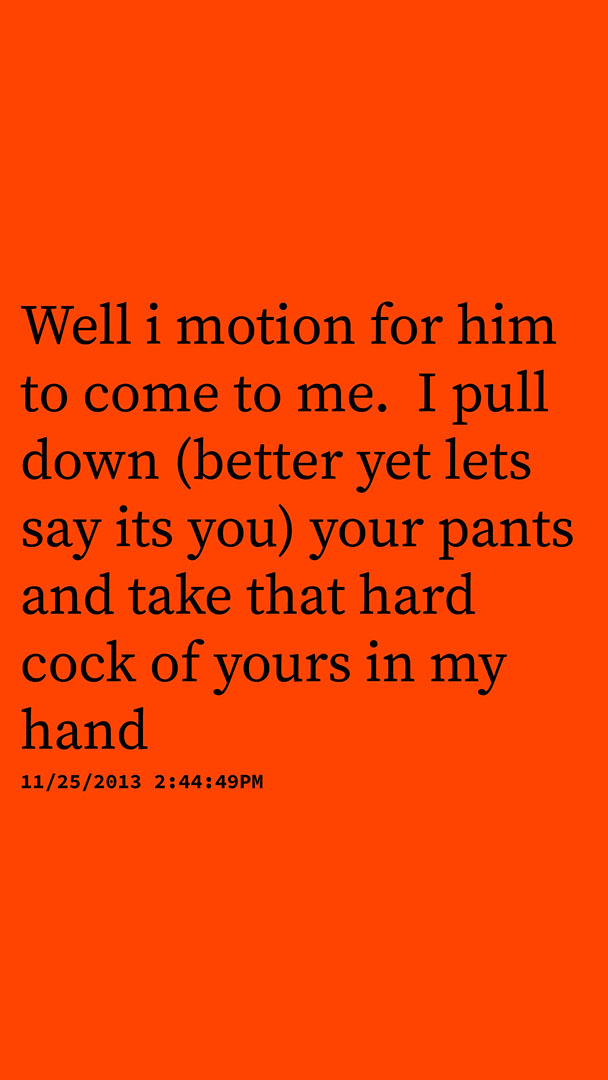 Well i motion for him
to come to me.  I pull
down (better yet lets
say its you) your pants
and take that hard
cock of yours in my
hand
11/25/2013 2:44:49PM